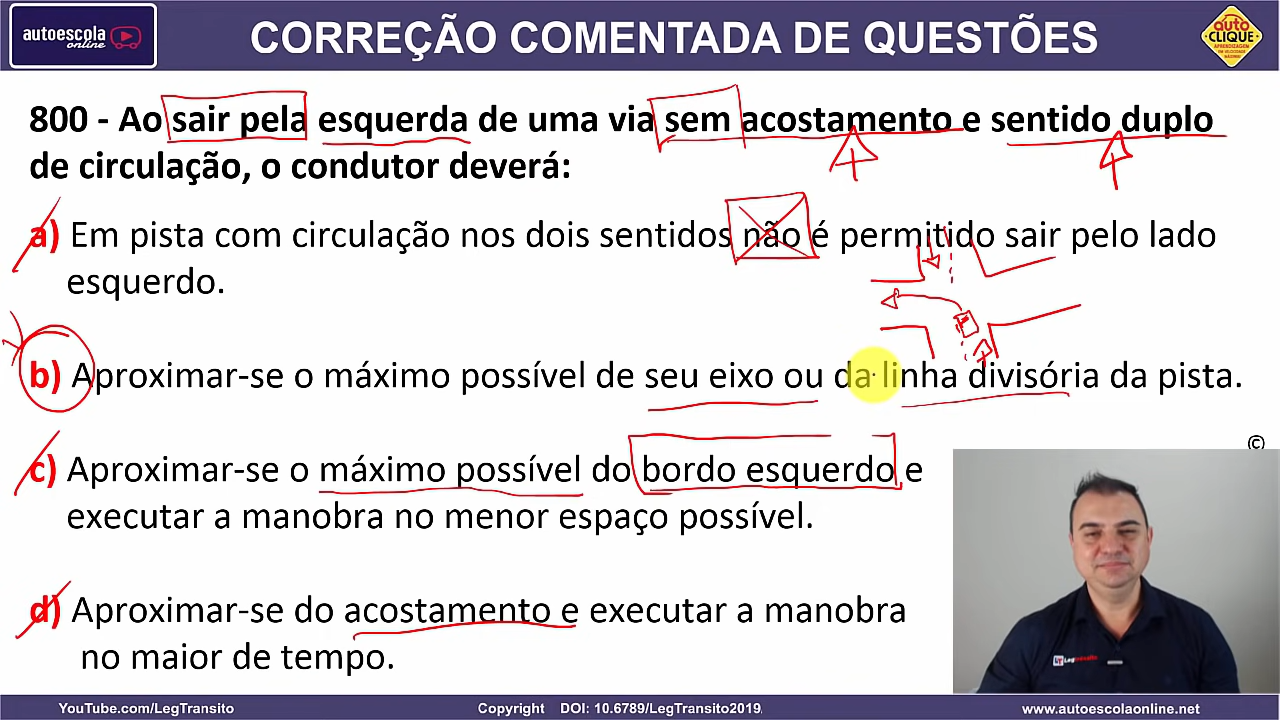 autoescola
online
CORREÇÃO COMENTADA DE QUESTÕES
auto
CLIQUE
800 - Ao sair pela esquerda de uma via sem acostamento e sentido duplo
de circulação, o condutor deverá:
a) Em pista com circulação nos dois sentidos não é permitido sair pelo lado
esquerdo.
b) Aproximar-se o máximo possível de seu eixo ou da linha divisória da pista.
c) Aproximar-se o máximo possível do bordo esquerdo e
executar a manobra no menor espaço possível.
©
d) Aproximar-se do acostamento e executar a manobra
no maior de tempo.
LT Legtransito
YouTube.com/LegTransito
Copyright DOI: 10.6789/LegTransito2019.
www.autoescolaonline.net